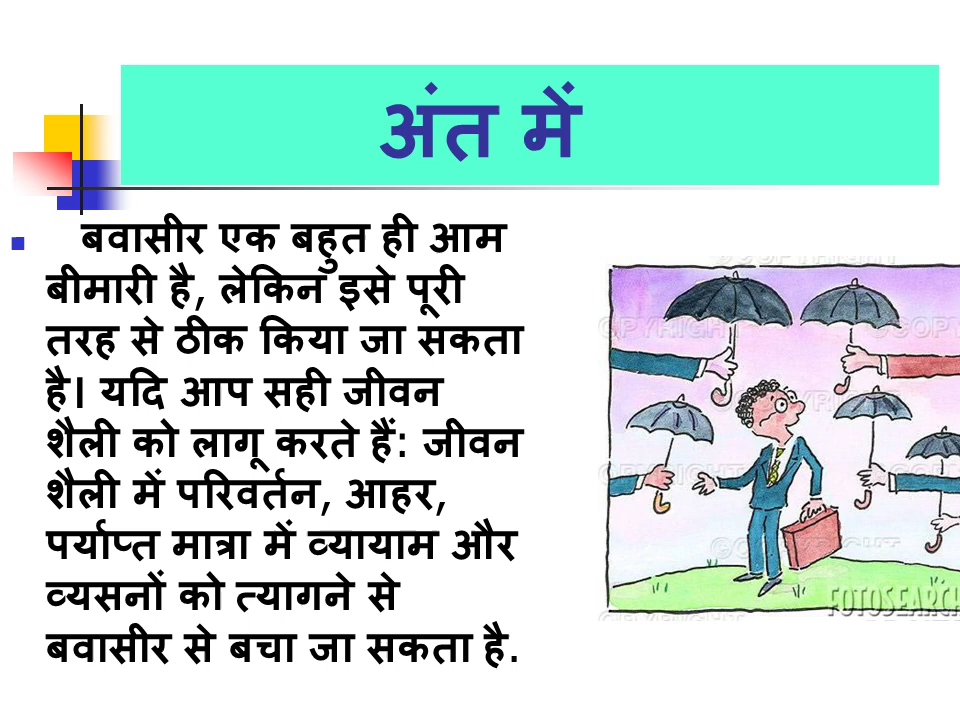 अंत में
बवासीर एक बहुत ही आम
बीमारी है, लेकिन इसे पूरी
तरह से ठीक किया जा सकता
है। यदि आप सही जीवन
शैली को लागू करते हैं: जीवन
शैली में परिवर्तन, आहर,
पर्याप्त मात्रा में व्यायाम और
व्यसनों को त्यागने से
बवासीर से बचा जा सकता है.
FOTOSEARCH